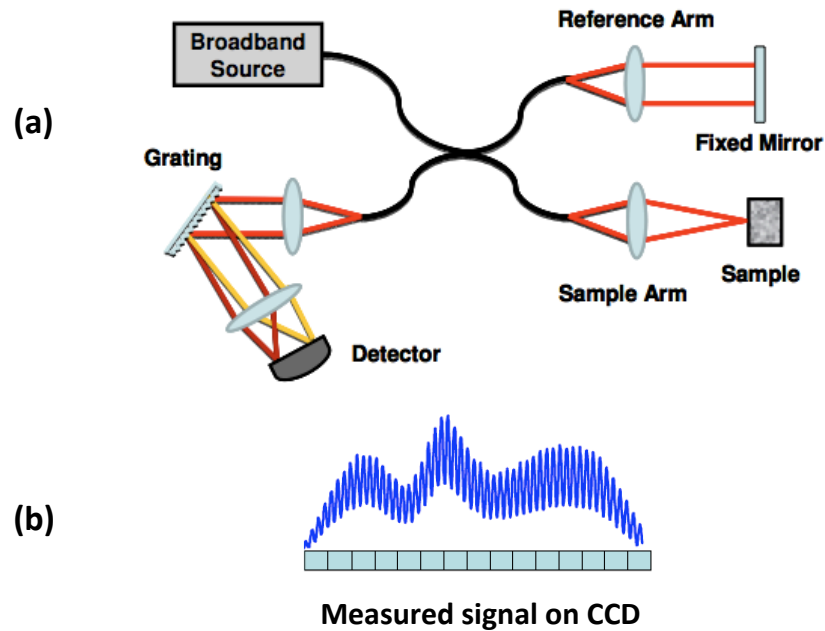 Broadband
Source
Reference Arm
(a)
Fixed Mirror
Grating
Sample
Sample Arm
Detector
(b)
Measured signal on CCD